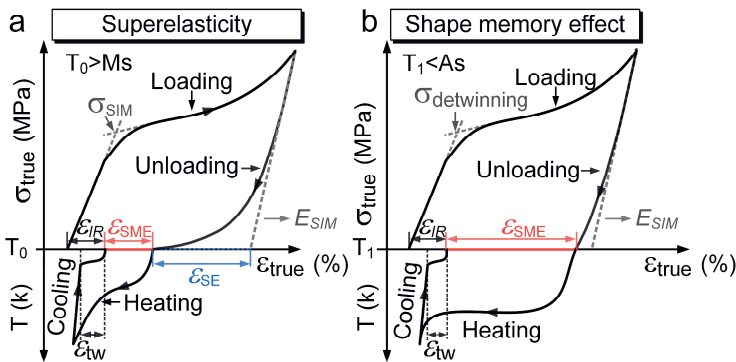 a
Superelasticity
T₀>Ms
Loading
σSIM
Unloading
σtrue (MPa)
εIR
εSME
ESIM
T₀
εtrue (%)
εSE
Cooling
Heating
T (k)
εtw
b
Shape memory effect
T₁<As
Loading
σdetwinning
Unloading
σtrue (MPa)
εIR
εSME
ESIM
T₁
εtrue (%)
Cooling
Heating
T (k)
εtw